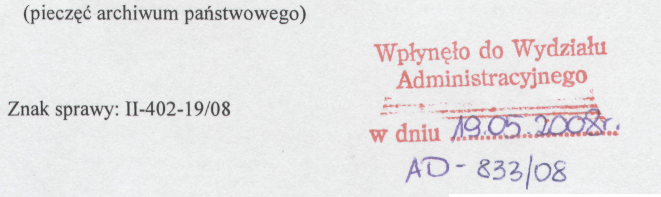 (pieczęć archiwum państwowego)
Wpłynęło do Wydziału
Administracyjnego
Znak sprawy: II-402-19/08
w dniu 19.05.2008r.
AD-833/08